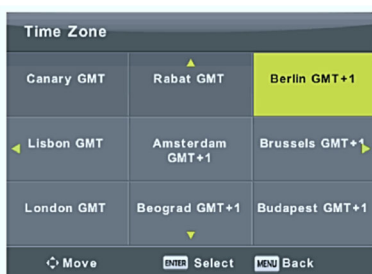 Time Zone
Canary GMT Rabat GMT Berlin GMT+1
Lisbon GMT Amsterdam GMT+1 Brussels GMT+1
London GMT Beograd GMT+1 Budapest GMT+1
Move ENTER Select MENU Back